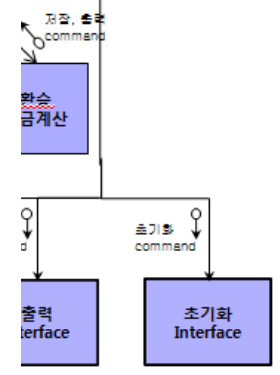 저장, 출력
command
환승
금계산
초기화
command
d
출력
terface
초기화
Interface